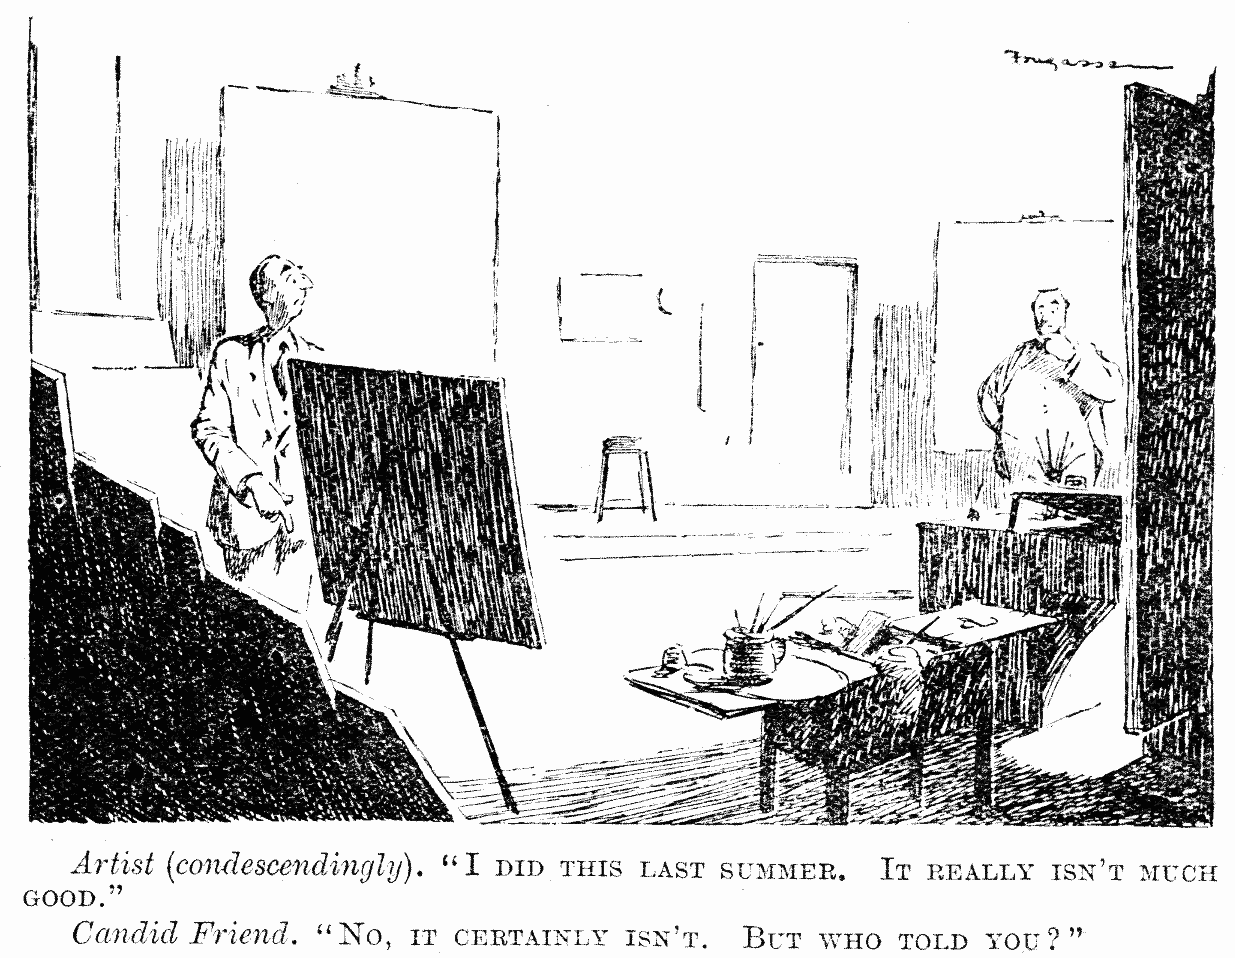 Fougasse
Artist (condescendingly). "I DID THIS LAST SUMMER. IT REALLY ISN'T MUCH
GOOD."
Candid Friend. "NO, IT CERTAINLY ISN'T. BUT WHO TOLD YOU?"